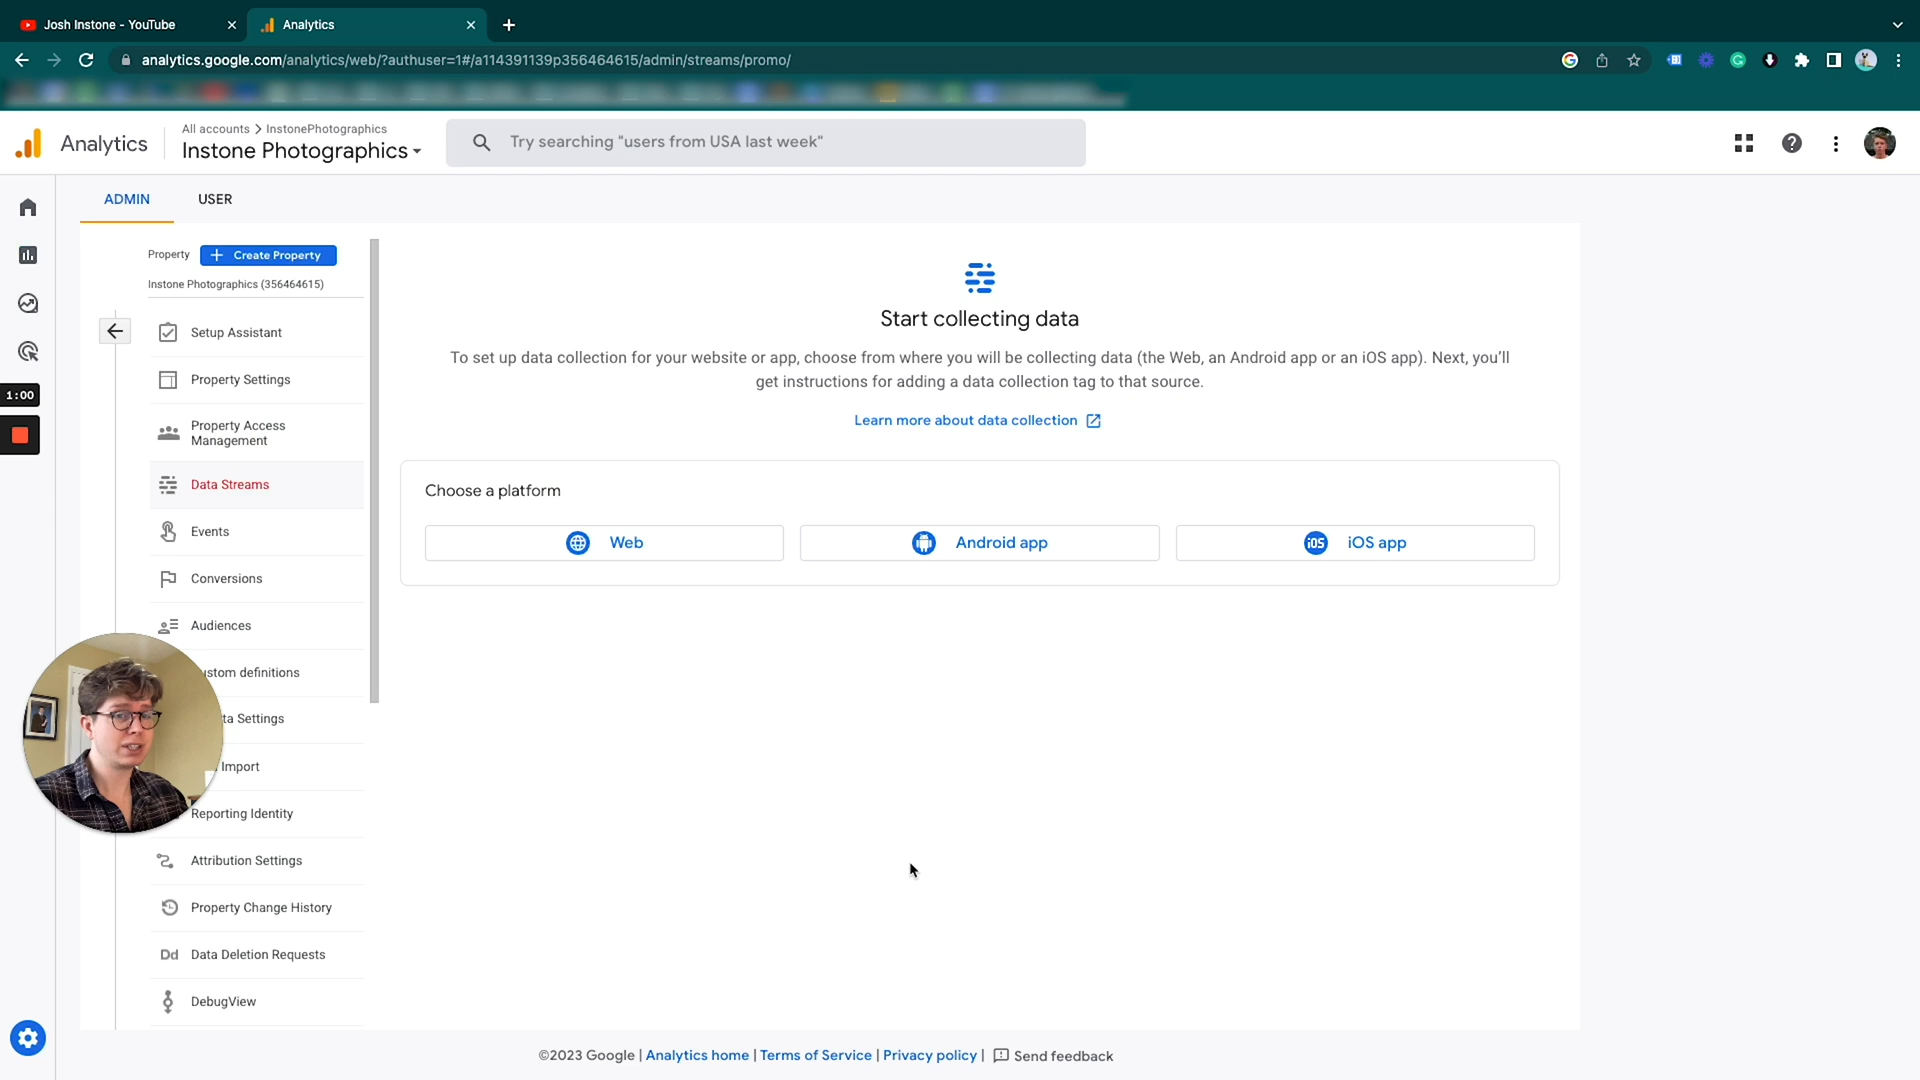 Josh Instone - YouTube
Analytics
analytics.google.com/analytics/web/?authuser=1#/a114391139p356464615/admin/streams/promo/
Analytics
All accounts > InstonePhotographics
Instone Photographics
Try searching "users from USA last week"
ADMIN
USER
Property
+ Create Property
Instone Photographics (356464615)
Setup Assistant
Property Settings
Property Access
Management
Data Streams
Events
Conversions
Audiences
ustom definitions
ta Settings
Import
Reporting Identity
Attribution Settings
Property Change History
Dd Data Deletion Requests
DebugView
1:00
Start collecting data
To set up data collection for your website or app, choose from where you will be collecting data (the Web, an Android app or an iOS app). Next, you'll
get instructions for adding a data collection tag to that source.
Learn more about data collection
Choose a platform
Web
Android app
iOS iOS app
©2023 Google | Analytics home | Terms of Service | Privacy policy | Send feedback